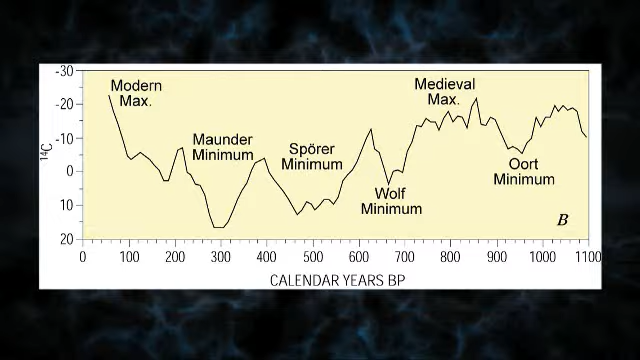 -30
-20
-10
0
10
20
14C
Modern
Max.
Maunder
Minimum
Spörer
Minimum
Wolf
Minimum
Medieval
Max.
Oort
Minimum
B
0 100 200 300 400 500 600 700 800 900 1000 1100
CALENDAR YEARS BP